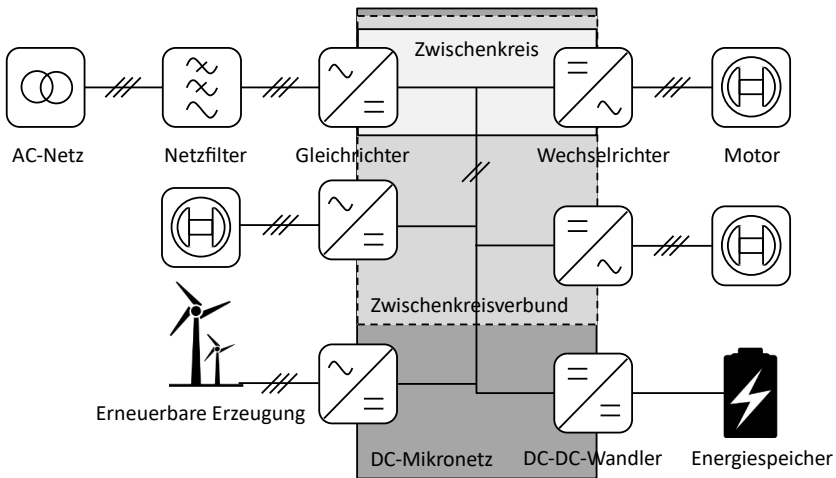 Zwischenkreis
AC-Netz
Netzfilter
Gleichrichter
Wechselrichter
Motor
Zwischenkreisverbund
Erneuerbare Erzeugung
DC-Mikronetz
DC-DC-Wandler
Energiespeicher